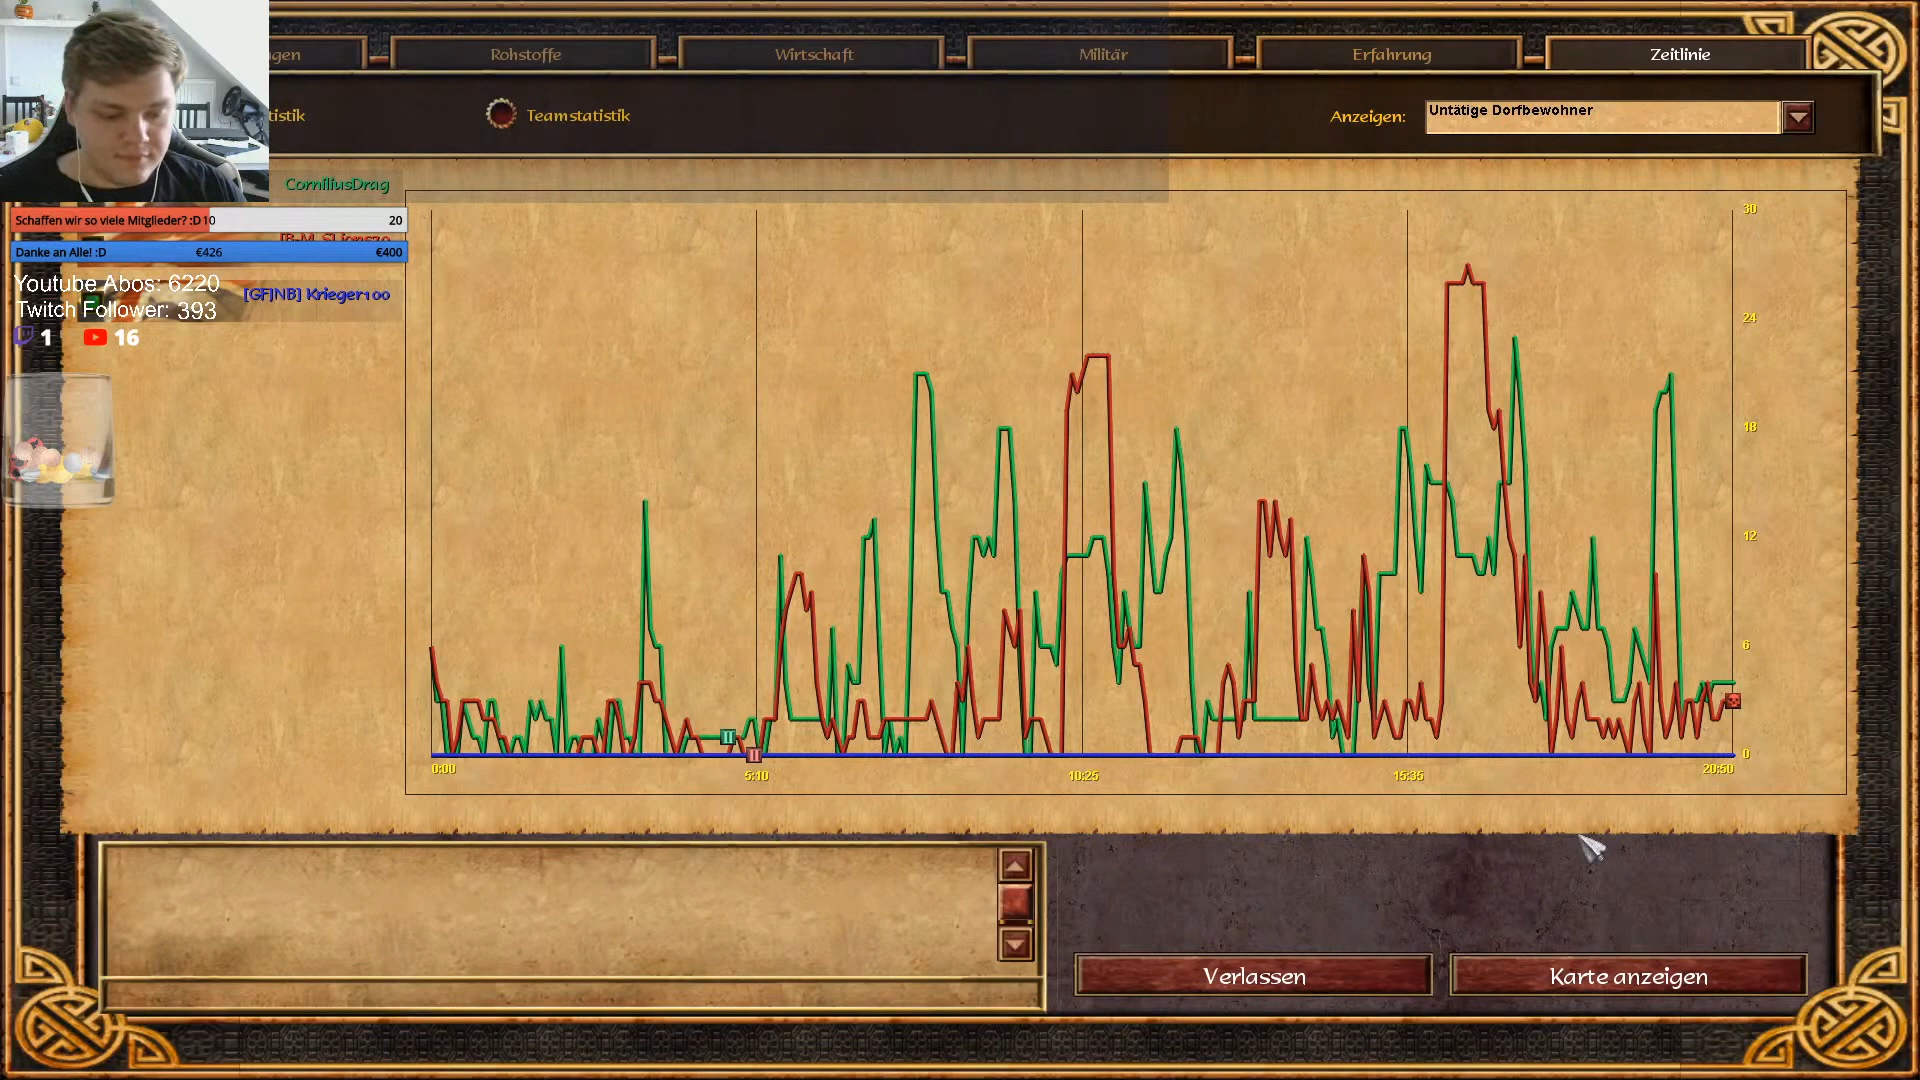 Rohstoffe
Wirtschaft
Militär
Erfahrung
Zeitlinie
Teamstatistik
Anzeigen:
Untätige Dorfbewohner
CorniliusDrag
Schaffen wir so viele Mitglieder? :D 10
20
Danke an Alle! :D
€426
€400
Youtube Abos: 6220
[GF]NB] Krieger100
Twitch Follower: 393
1
16
30
24
18
12
6
0
0:00
5:10
10:25
15:35
20:50
Verlassen
Karte anzeigen